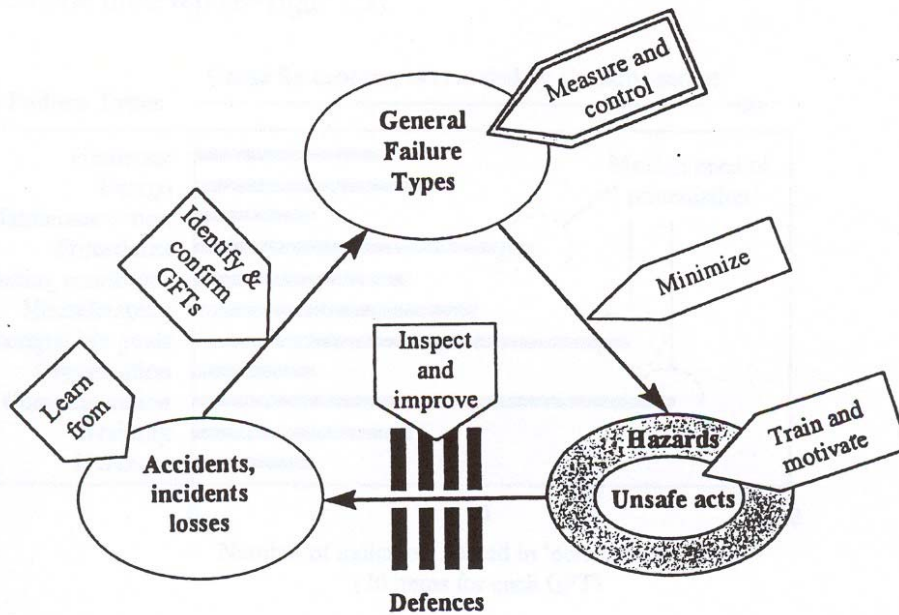 Measure and
control
General
Failure
Types
Identify &
confirm
GFTs
Minimize
Inspect
and
improve
Learn
from
Hazards
Train and
motivate
Accidents,
incidents
losses
Unsafe acts
Defences